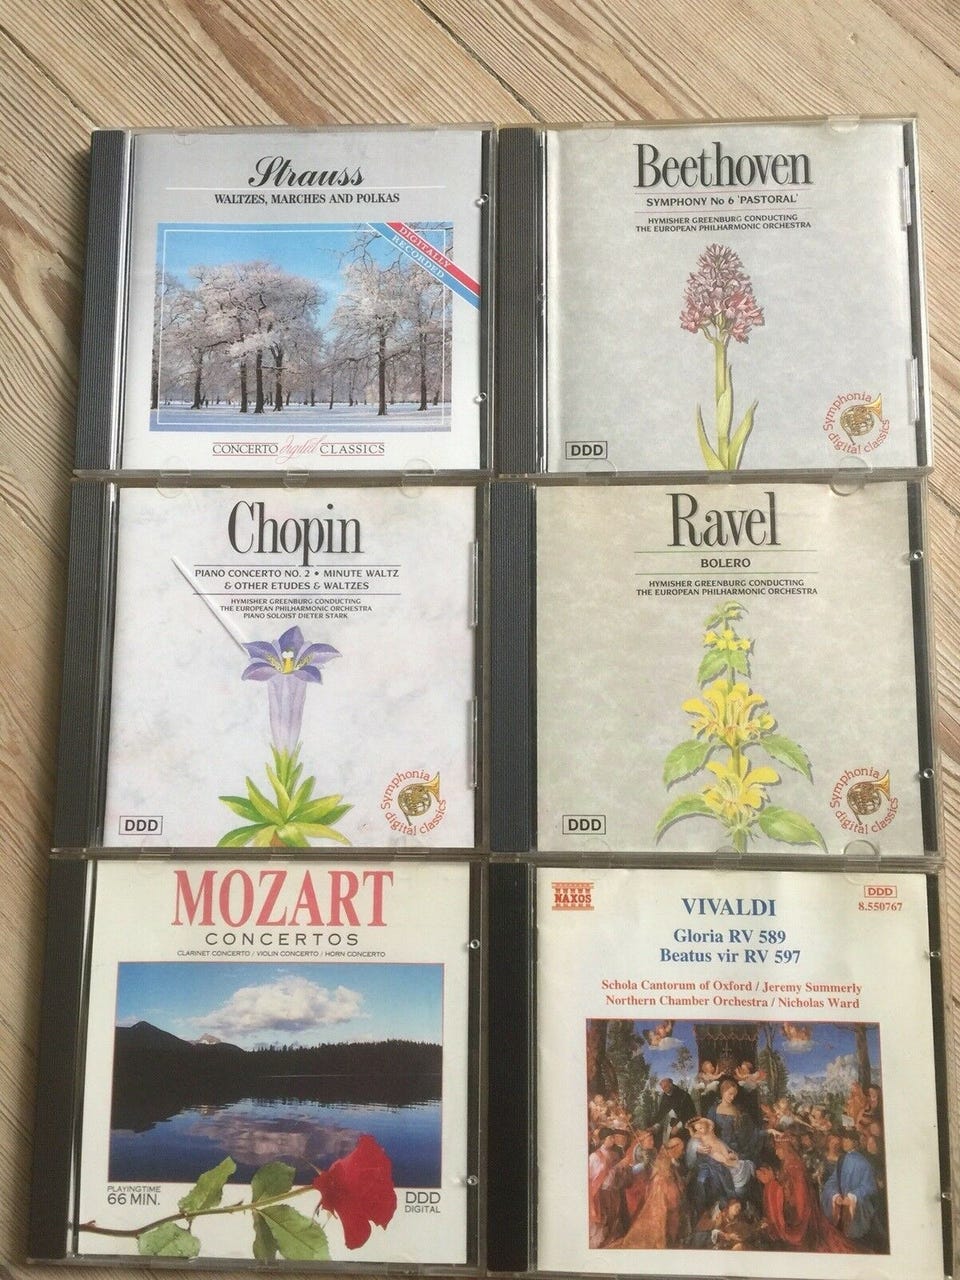 Strauss
WALTZES, MARCHES AND POLKAS
DIGITALLY
RECORDED
CONCERTO digital CLASSICS
Beethoven
SYMPHONY No 6 'PASTORAL'
HYMISHER GREENBURG CONDUCTING
THE EUROPEAN PHILHARMONIC ORCHESTRA
DDD
Symphonia
digital classics
Chopin
PIANO CONCERTO NO. 2 • MINUTE WALTZ
& OTHER ETUDES & WALTZES
HYMISHER GREENBURG CONDUCTING
THE EUROPEAN PHILHARMONIC ORCHESTRA
PIANO SOLOIST DIETER STARK
DDD
Symphonia
digital classics
Ravel
BOLERO
HYMISHER GREENBURG CONDUCTING
THE EUROPEAN PHILHARMONIC ORCHESTRA
DDD
Symphonia
digital classics
MOZART
CONCERTOS
CLARINET CONCERTO / VIOLIN CONCERTO / HORN CONCERTO
PLAYINGTIME
66 MIN.
DDD
DIGITAL
NAXOS
DDD
8.550767
VIVALDI
Gloria RV 589
Beatus vir RV 597
Schola Cantorum of Oxford / Jeremy Summerly
Northern Chamber Orchestra / Nicholas Ward